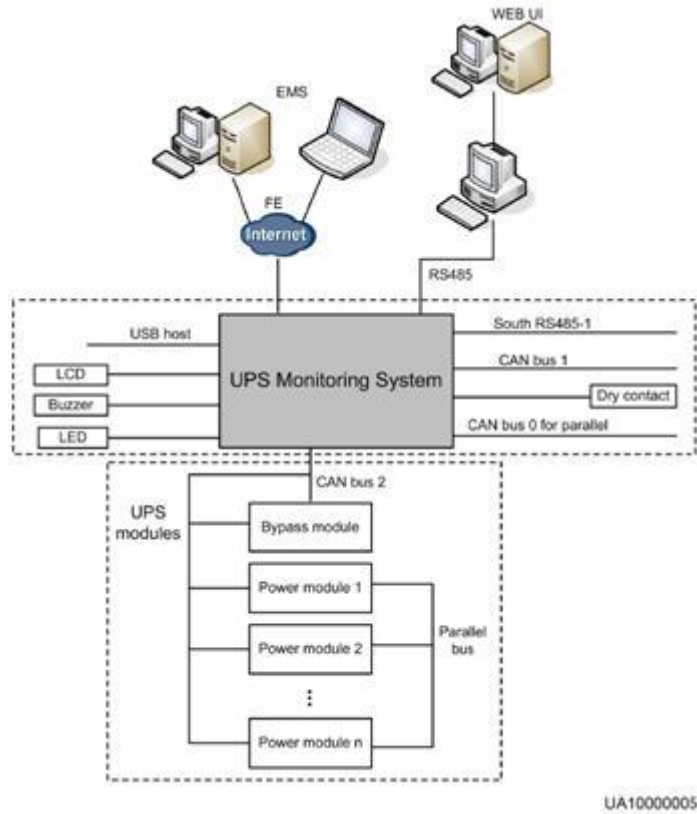 WEB UI
EMS
FE
Internet
RS485
USB host
South RS485-1
LCD
CAN bus 1
UPS Monitoring System
Buzzer
Dry contact
LED
CAN bus 0 for parallel
CAN bus 2
UPS
modules
Bypass module
Power module 1
Parallel
bus
Power module 2
...
Power module n
UA10000005